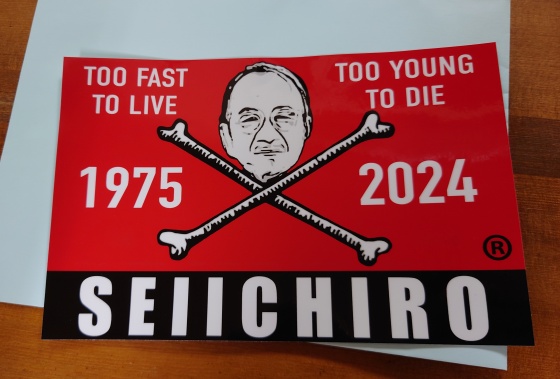 TOO FAST
TO LIVE
TOO YOUNG
TO DIE
1975
2024
®
SEIICHIRO